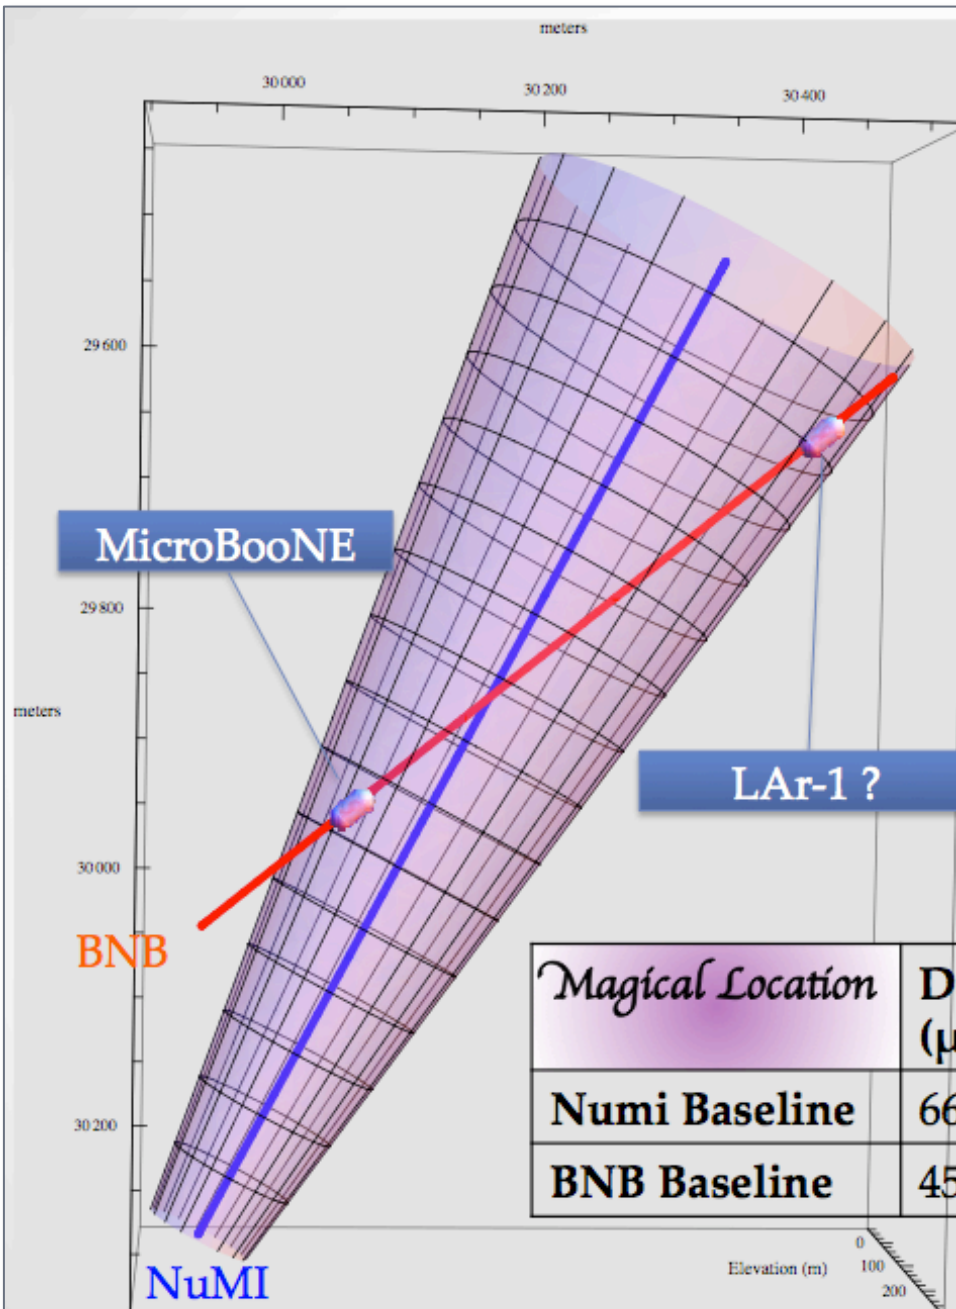 meters
30 000
30 200
30 400
29 600
MicroBooNE
29 800
meters
LAr-1 ?
30 000
BNB
Magical Location
D
(μ
Numi Baseline
66
30 200
BNB Baseline
45
0
Elevation (m)
100
200
NuMI